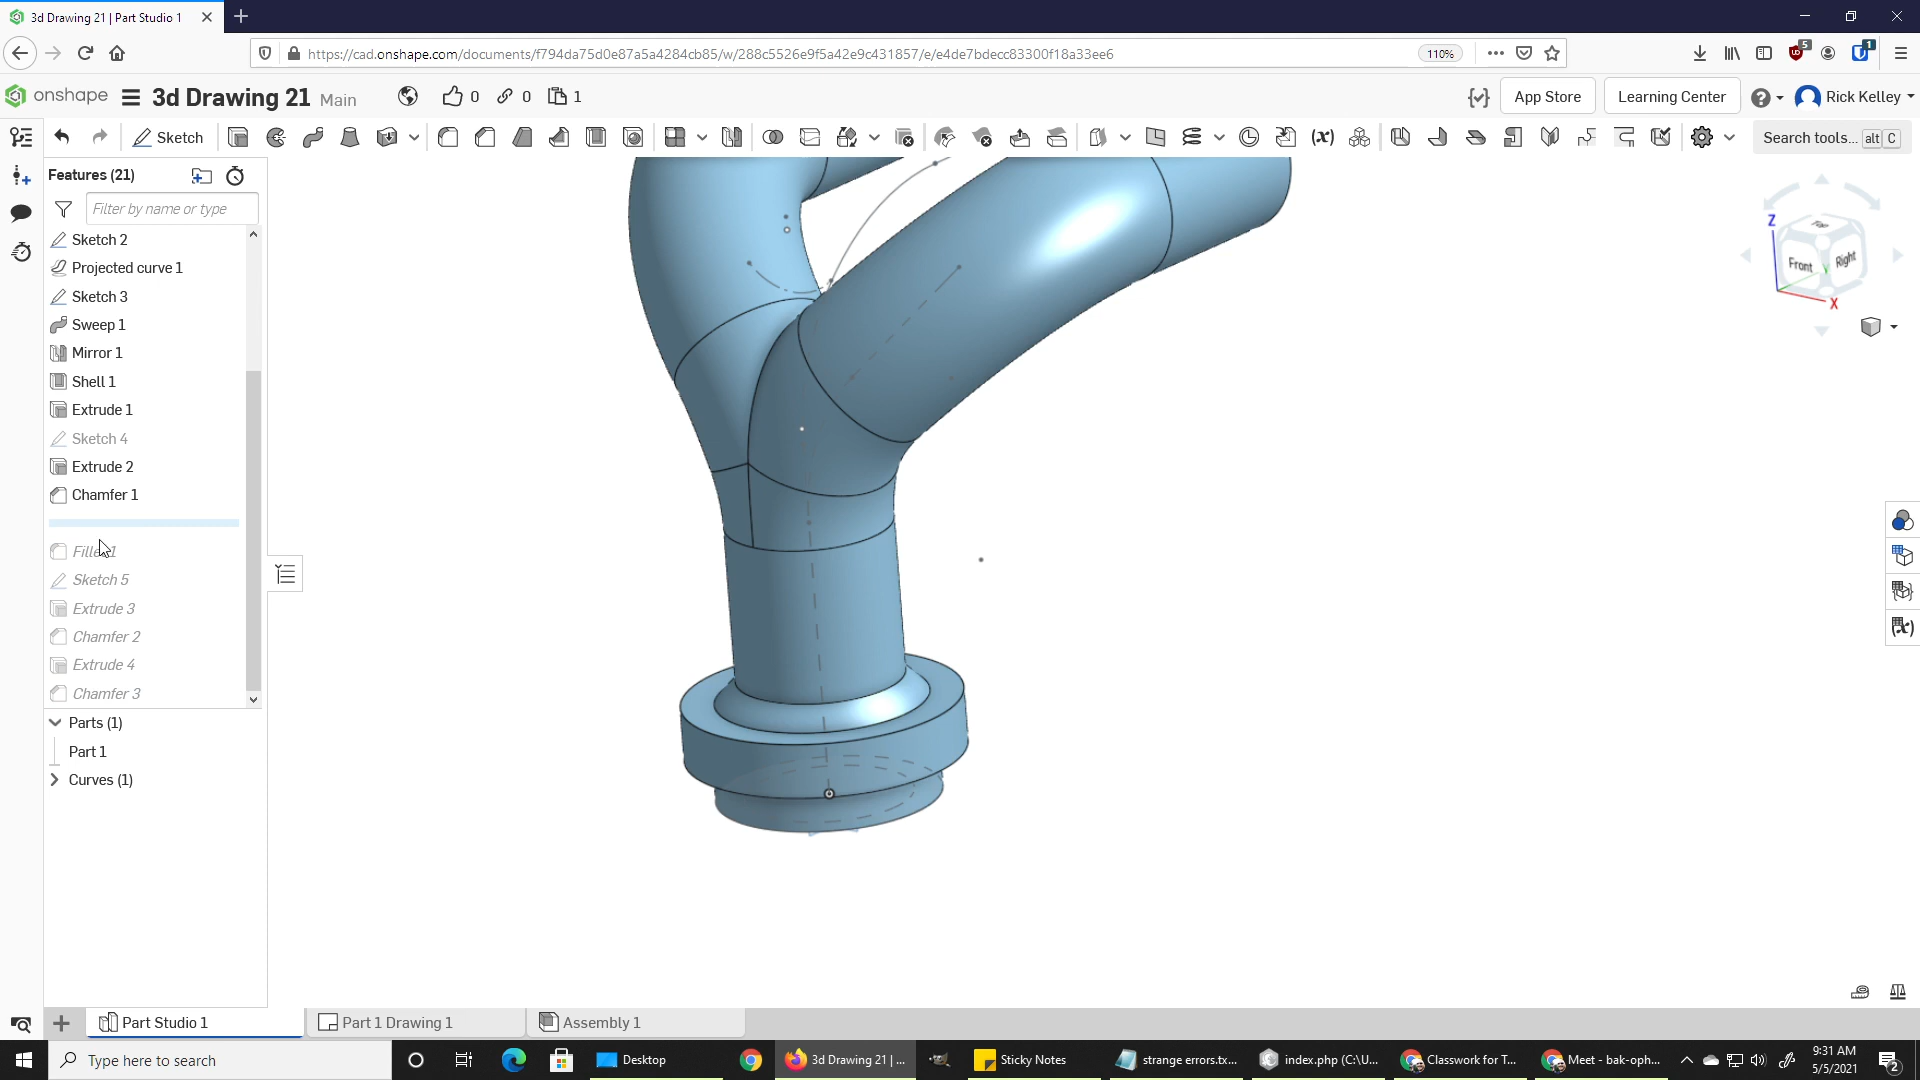 3d Drawing 21 | Part Studio 1
https://cad.onshape.com/documents/f794da75d0e87a5a4284cb85/w/288c5526e9f5a42e9c431857/e/e4de7bdecc83300f18a33ee6
110%
5
1
onshape
3d Drawing 21 Main
0
0
1
App Store
Learning Center
Rick Kelley
Sketch
Search tools... alt C
Features (21)
Filter by name or type
Sketch 2
Projected curve 1
Sketch 3
Sweep 1
Mirror 1
Shell 1
Extrude 1
Sketch 4
Extrude 2
Chamfer 1
Sketch 5
Extrude 3
Chamfer 2
Extrude 4
Chamfer 3
Parts (1)
Part 1
Curves (1)
Top
Front
Right
Z
X
Part Studio 1
Part 1 Drawing 1
Assembly 1
Type here to search
Desktop
3d Drawing 21 | ...
Sticky Notes
strange errors.tx...
index.php (C:\U...
Classwork for T...
Meet - bak-oph...
9:31 AM
5/5/2021
2